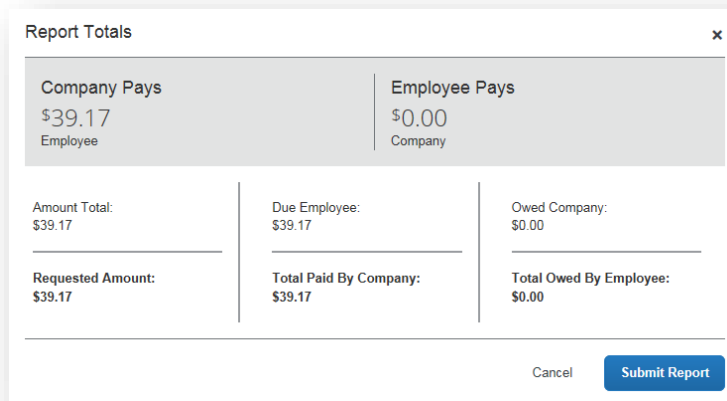 Report Totals
×
Company Pays
$39.17
Employee
Employee Pays
$0.00
Company
Amount Total:
$39.17
Requested Amount:
$39.17
Due Employee:
$39.17
Total Paid By Company:
$39.17
Owed Company:
$0.00
Total Owed By Employee:
$0.00
Cancel
Submit Report